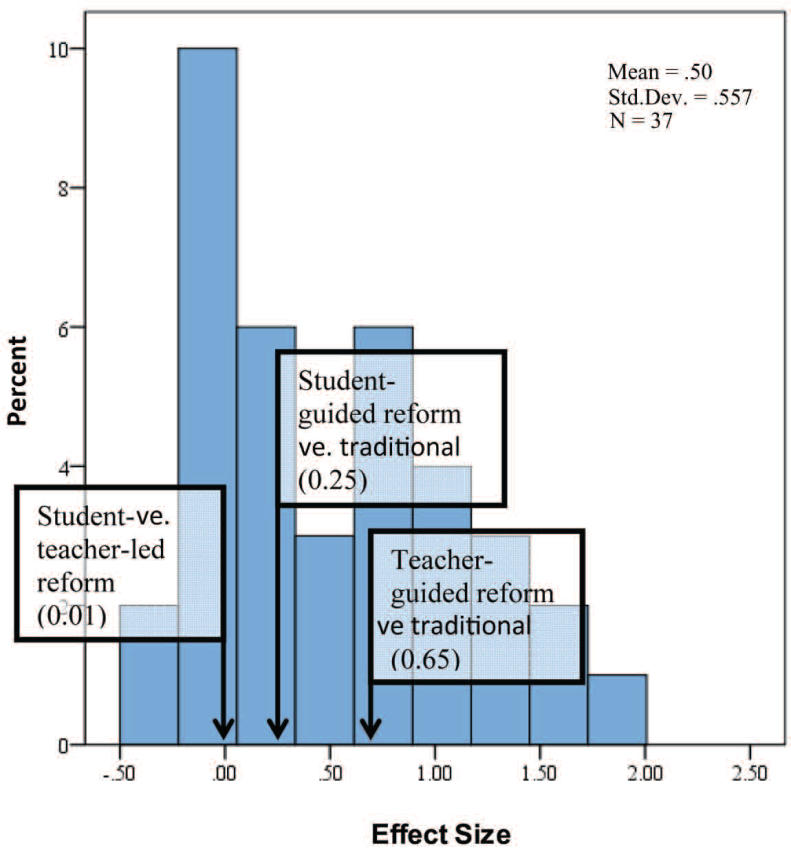 10
Mean = .50
Std.Dev. = .557
N = 37
8
6
Percent
Student-
guided reform
ve. traditional
(0.25)
4
Student-ve.
teacher-led
reform
(0.01)
Teacher-
guided reform
ve traditional
(0.65)
2
0
-.50 .00 .50 1.00 1.50 2.00 2.50
Effect Size